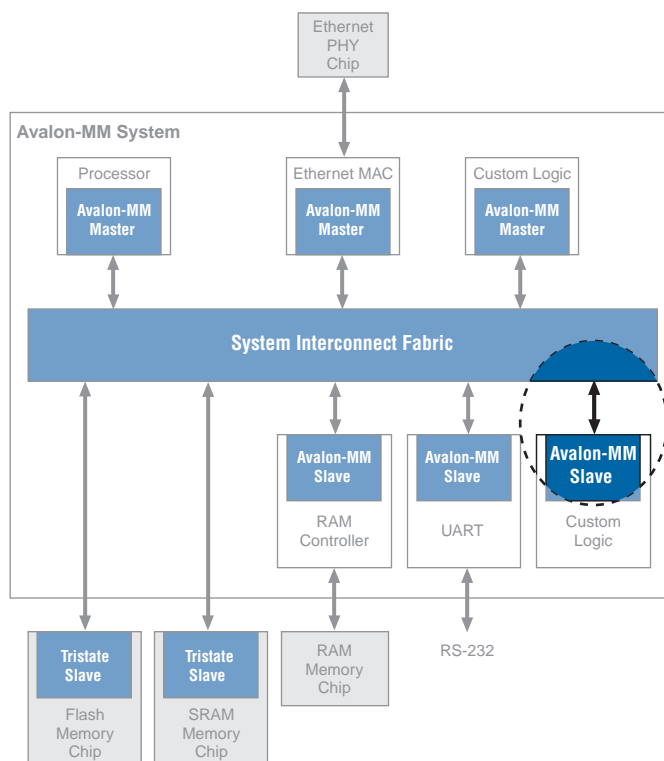 Ethernet
PHY
Chip
Avalon-MM System
Processor
Avalon-MM
Master
Ethernet MAC
Avalon-MM
Master
Custom Logic
Avalon-MM
Master
System Interconnect Fabric
Avalon-MM
Slave
RAM
Controller
Avalon-MM
Slave
UART
Avalon-MM
Slave
Custom
Logic
Tristate
Slave
Flash
Memory
Chip
Tristate
Slave
SRAM
Memory
Chip
RAM
Memory
Chip
RS-232